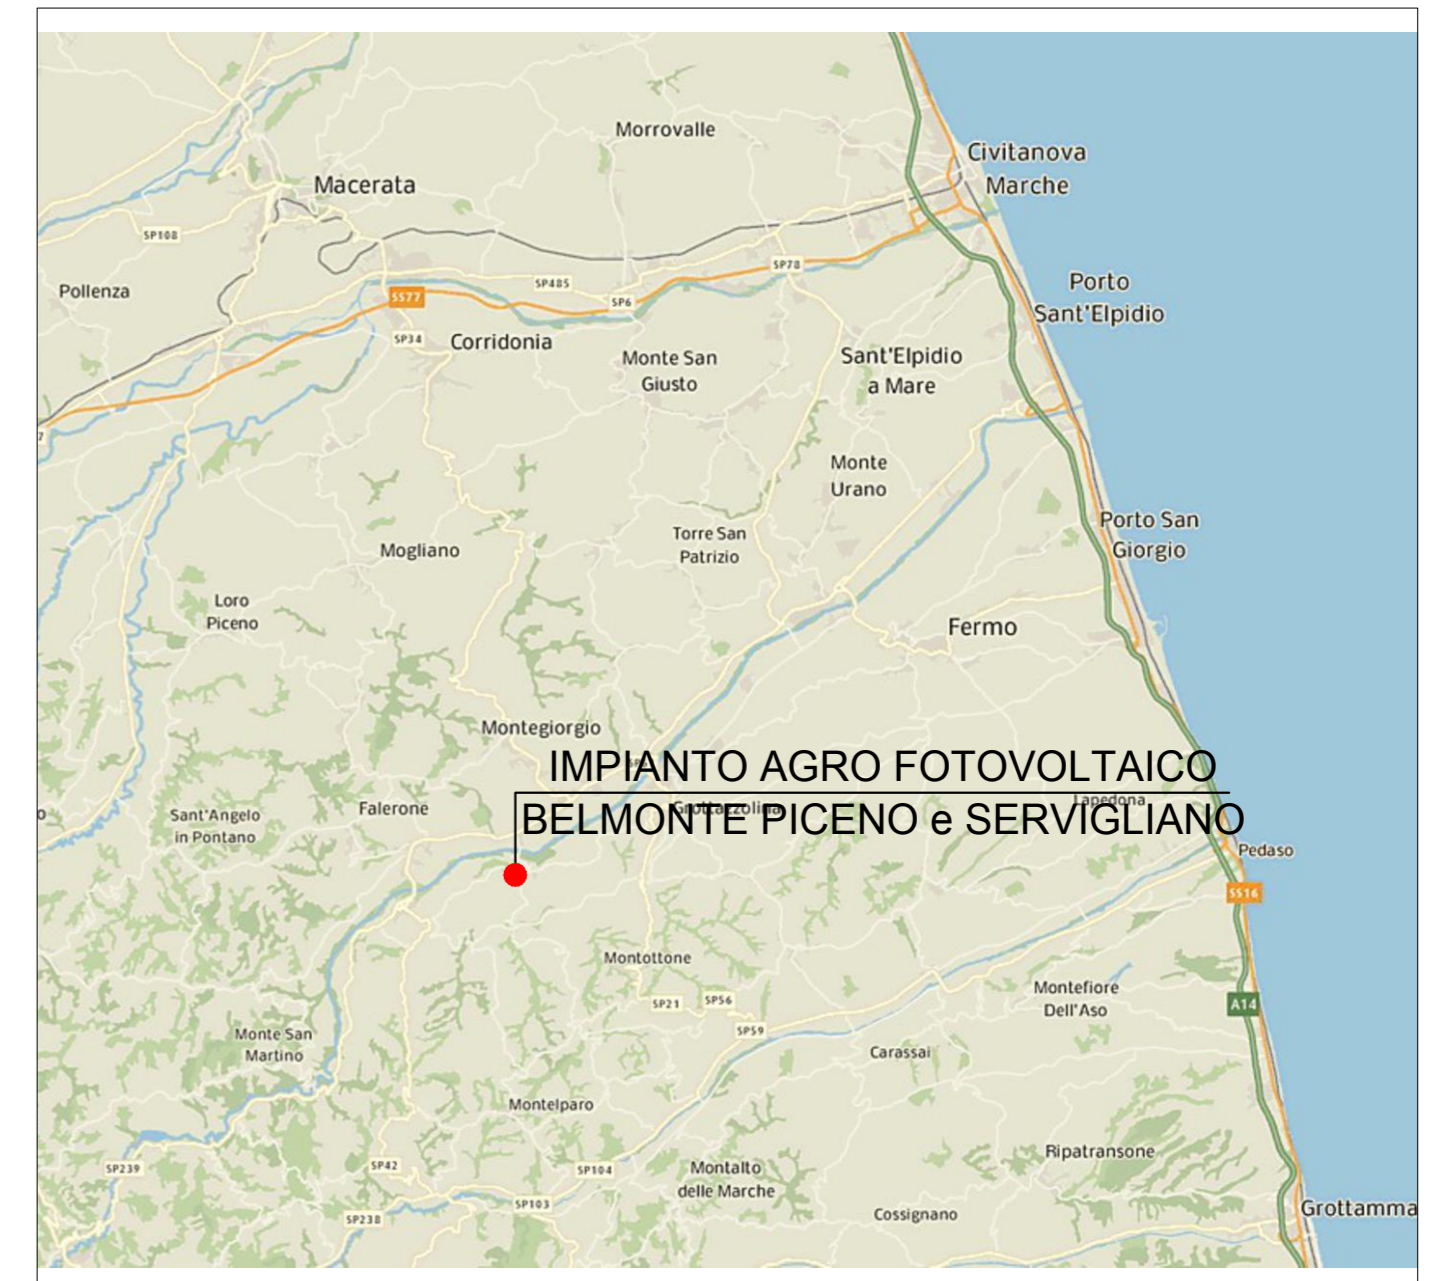 Morrovalle
Civitanova
Marche
Macerata
SP108
SP78
Pollenza
SP485
SS77
SP6
Porto
Sant'Elpidio
SP34
Corridonia
Monte San
Giusto
Sant'Elpidio
a Mare
7
Monte
Urano
Porto San
Giorgio
Torre San
Patrizio
Mogliano
Loro
Piceno
Fermo
Montegiorgio
IMPIANTO AGRO FOTOVOLTAICO
BELMONTE PICENO e SERVIGLIANO
Grottazzolina
Lapedona
Falerone
Sant'Angelo
in Pontano
o
Pedaso
SS16
Montottone
SP21
SP56
SP59
Montefiore
Dell'Aso
A14
Monte San
Martino
Carassai
Montelparo
Ripatransone
SP239
SP42
SP104
Montalto
delle Marche
SP103
SP238
Cossignano
Grottamma